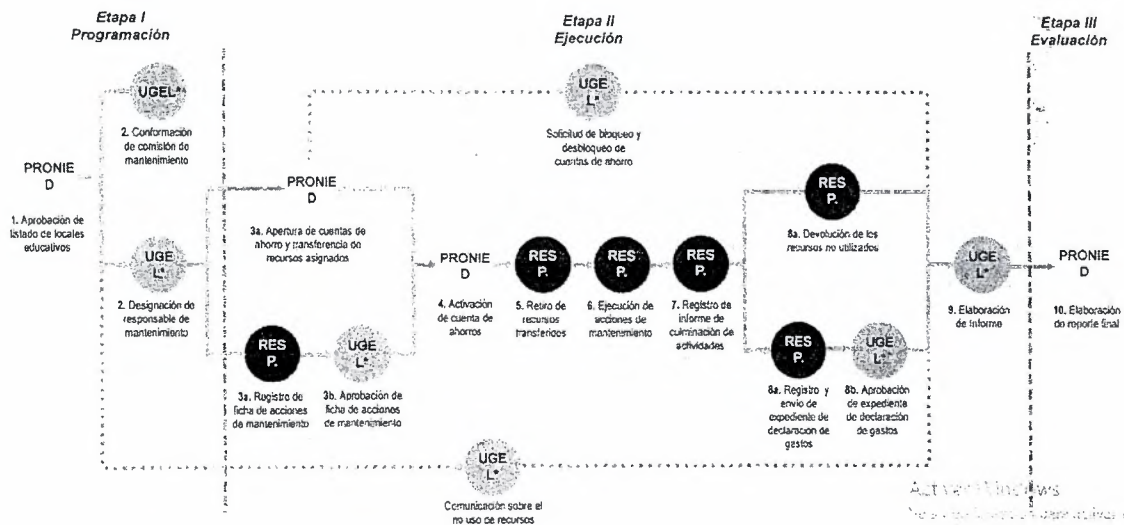 Etapa I
Programación
Etapa II
Ejecución
Etapa III
Evaluación
UGEL*
2. Conformación
de comisión de
mantenimiento
PRONIE
D
1. Aprobación de
listado de locales
educativos
UGE
L*
2. Designación de
responsable de
mantenimiento
UGE
L*
Solicitud de bloqueo y
desbloqueo de
cuentas de ahorro
PRONIE
D
3a. Apertura de cuentas de
ahorro y transferencia de
recursos asignados
RES
P.
3a. Registro de
ficha de acciones
de mantenimiento
UGE
L*
3b. Aprobación de
ficha de acciones
de mantenimiento
PRONIE
D
4. Activación
de cuenta de
ahorros
RES
P.
5. Retiro de
recursos
transferidos
RES
P.
6. Ejecución de
acciones de
mantenimiento
RES
P.
7. Registro de
informe de
culminación de
actividades
RES
P.
8a. Devolución de los
recursos no utilizados
RES
P.
8a. Registro y
envío de
expediente de
declaración de
gastos
UGE
L*
8b. Aprobación
de expediente
de declaración
de gastos
UGE
L*
9. Elaboración
de Informe
PRONIE
D
10. Elaboración
de reporte final
UGE
L*
Comunicación sobre el
no uso de recursos